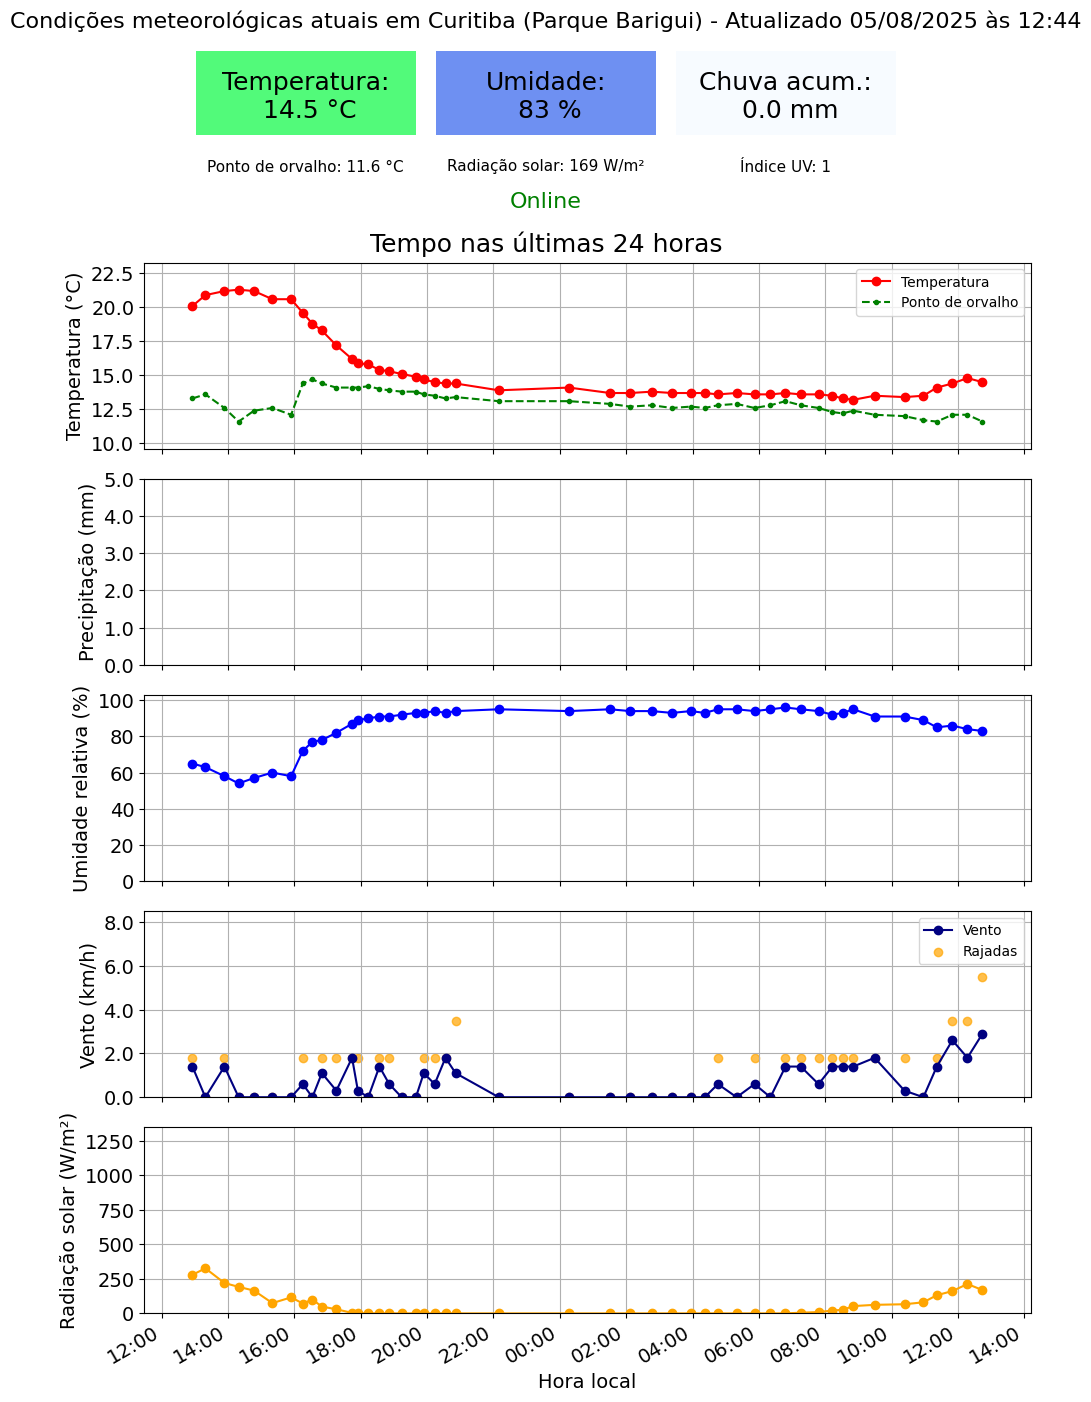 Condições meteorológicas atuais em Curitiba (Parque Barigui) - Atualizado 05/08/2025 às 12:44
Temperatura:
14.5 °C
Umidade:
83 %
Chuva acum.:
0.0 mm
Ponto de orvalho: 11.6 °C
Radiação solar: 169 W/m²
Índice UV: 1
Online
Tempo nas últimas 24 horas
Temperatura (°C)
22.5
20.0
17.5
15.0
12.5
10.0
Temperatura
Ponto de orvalho
Precipitação (mm)
5.0
4.0
3.0
2.0
1.0
0.0
Umidade relativa (%)
100
80
60
40
20
0
Vento (km/h)
8.0
6.0
4.0
2.0
0.0
Vento
Rajadas
Radiação solar (W/m²)
1250
1000
750
500
250
0
12:00
14:00
16:00
18:00
20:00
22:00
00:00
02:00
04:00
06:00
08:00
10:00
12:00
14:00
Hora local